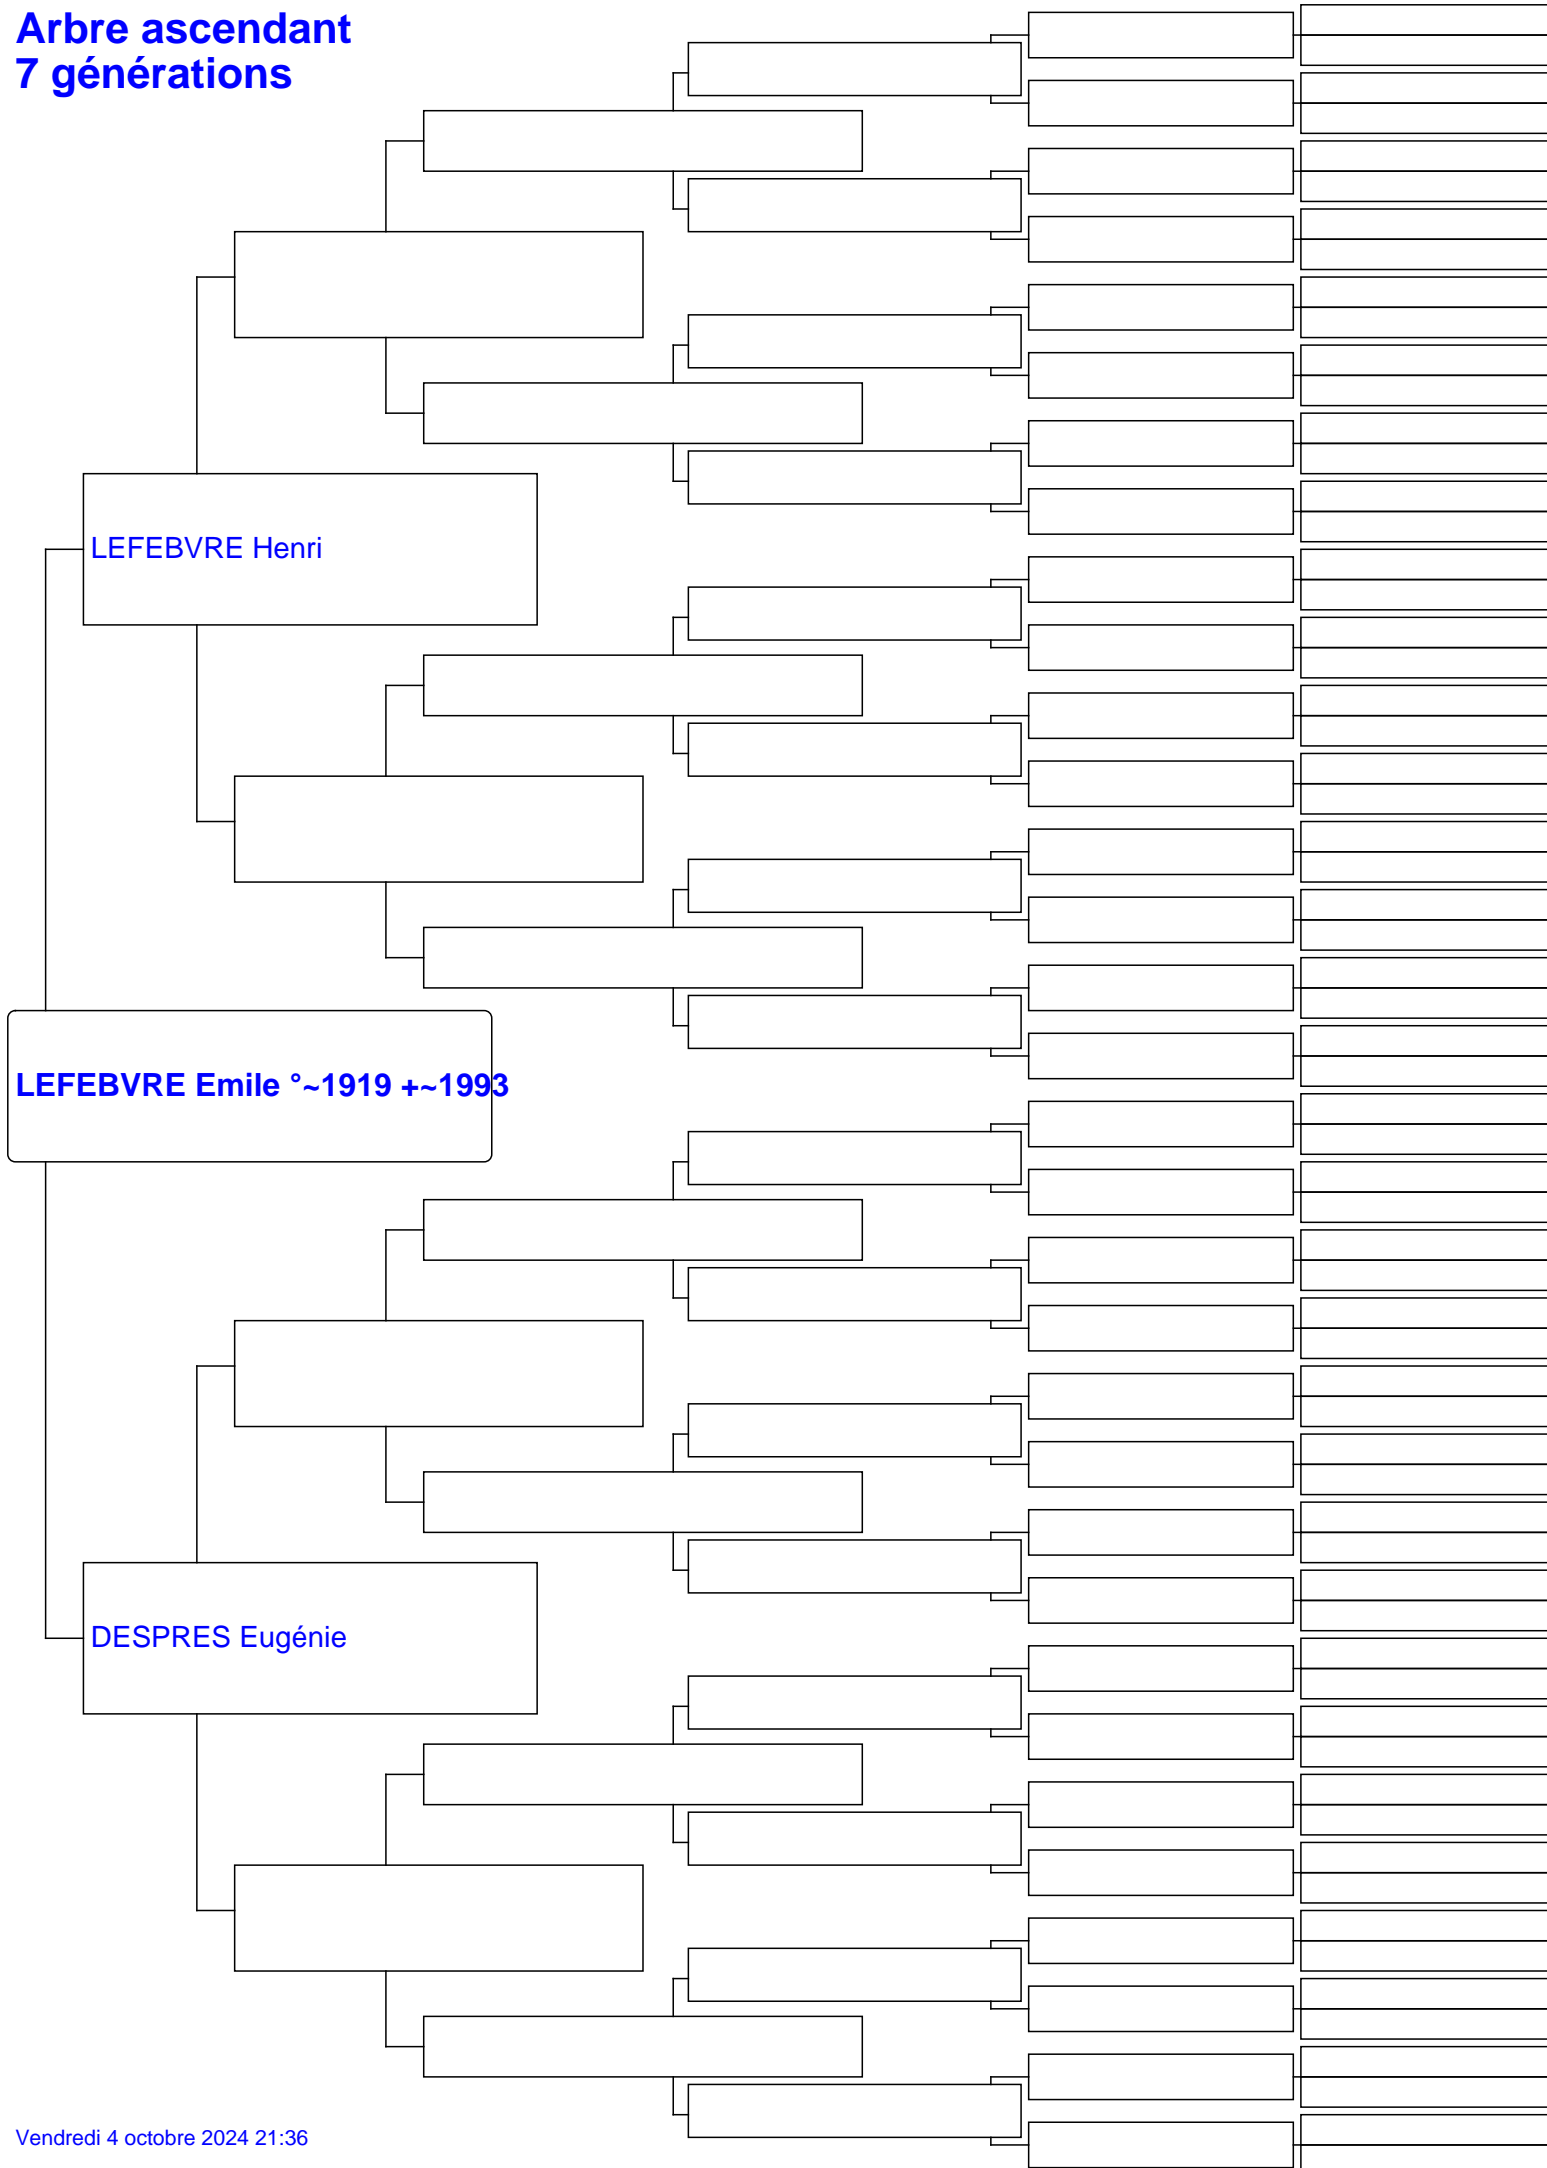 Arbre ascendant
7 générations
LEFEBVRE Henri
LEFEBVRE Emile °~1919 +~1993
DESPRES Eugénie
Vendredi 4 octobre 2024 21:36